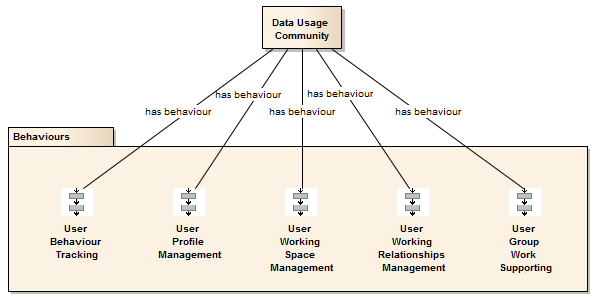 Data Usage
Community
has behaviour
has behaviour
has behaviour
has behaviour
has behaviour
Behaviours
User
Behaviour
Tracking
User
Profile
Management
User
Working
Space
Management
User
Working
Relationships
Management
User
Group
Work
Supporting